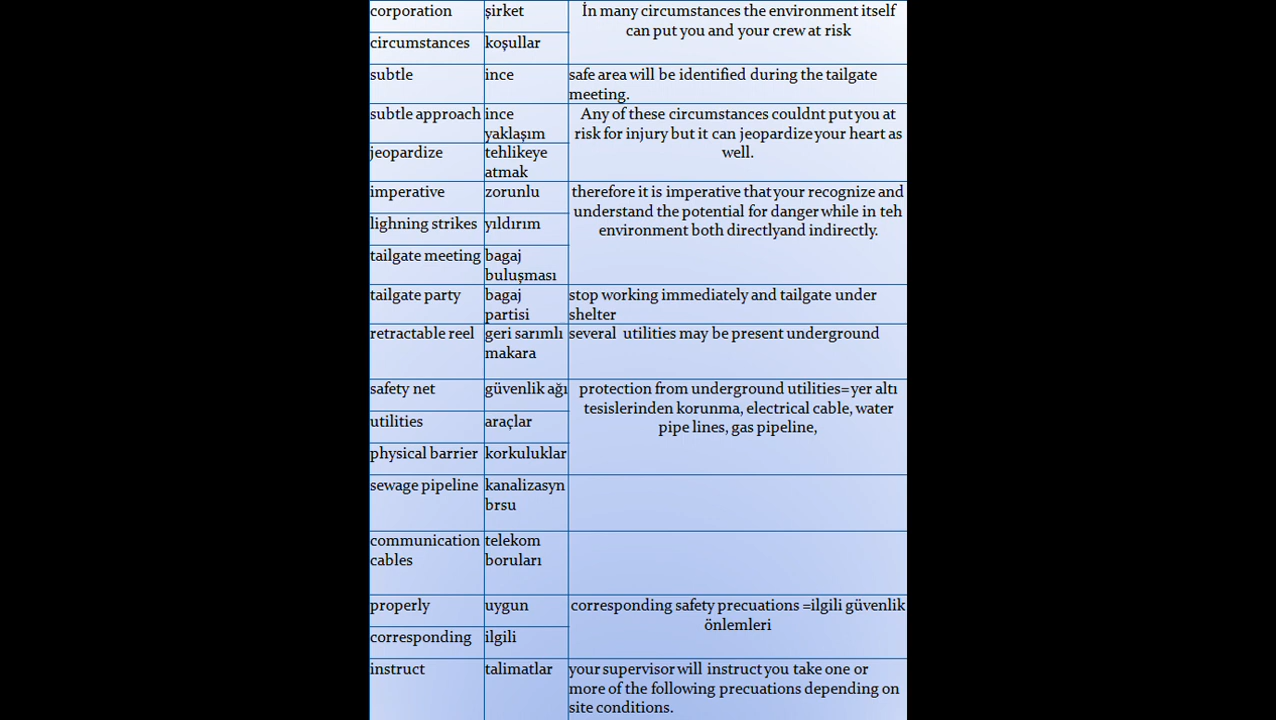 corporation
şirket
İn many circumstances the environment itself
can put you and your crew at risk
circumstances
koşullar
subtle
ince
safe area will be identified during the tailgate
meeting.
subtle approach
ince
yaklaşım
Any of these circumstances couldnt put you at
risk for injury but it can jeopardize your heart as
well.
jeopardize
tehlikeye
atmak
imperative
zorunlu
therefore it is imperative that your recognize and
understand the potential for danger while in teh
environment both directlyand indirectly.
lighning strikes
yıldırım
tailgate meeting
bagaj
buluşması
tailgate party
bagaj
partisi
stop working immediately and tailgate under
shelter
retractable reel
geri sarımlı
makara
several utilities may be present underground
safety net
güvenlik ağı
protection from underground utilities=yer altı
tesislerinden korunma, electrical cable, water
pipe lines, gas pipeline,
utilities
araçlar
physical barrier
korkuluklar
sewage pipeline
kanalizasyn
brsu
communication
cables
telekom
boruları
properly
uygun
corresponding safety precuations =ilgili güvenlik
önlemleri
corresponding
ilgili
instruct
talimatlar
your supervisor will instruct you take one or
more of the following precuations depending on
site conditions.